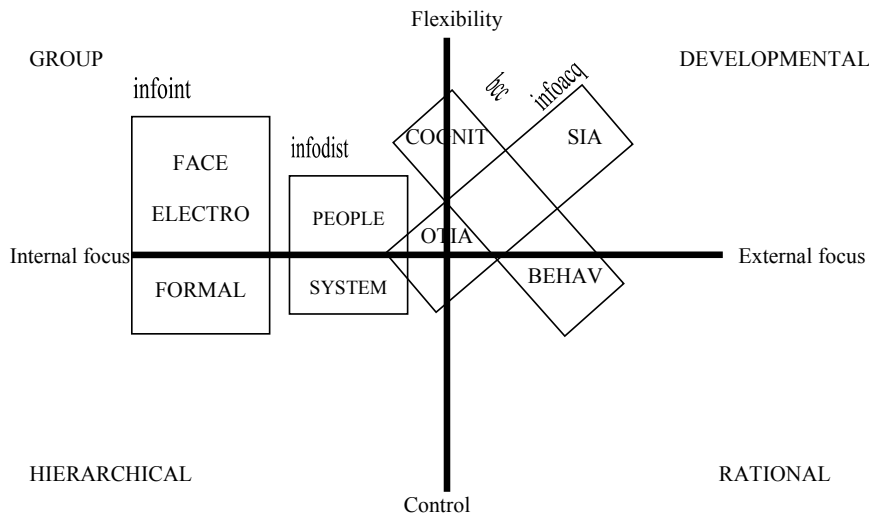 Flexibility
GROUP
DEVELOPMENTAL
infoint
bcc
infoacq
infodist
COGNIT
SIA
FACE
ELECTRO
PEOPLE
OTIA
Internal focus
External focus
FORMAL
SYSTEM
BEHAV
HIERARCHICAL
RATIONAL
Control